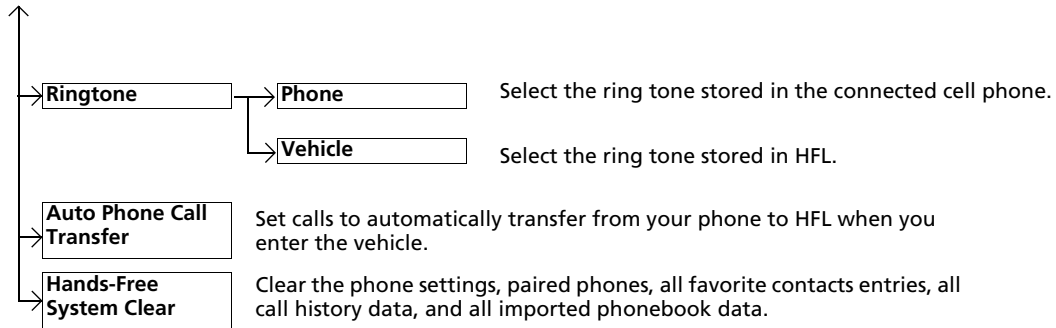 Ringtone
Phone
Select the ring tone stored in the connected cell phone.
Vehicle
Select the ring tone stored in HFL.
Auto Phone Call
Transfer
Set calls to automatically transfer from your phone to HFL when you
enter the vehicle.
Hands-Free
System Clear
Clear the phone settings, paired phones, all favorite contacts entries, all
call history data, and all imported phonebook data.